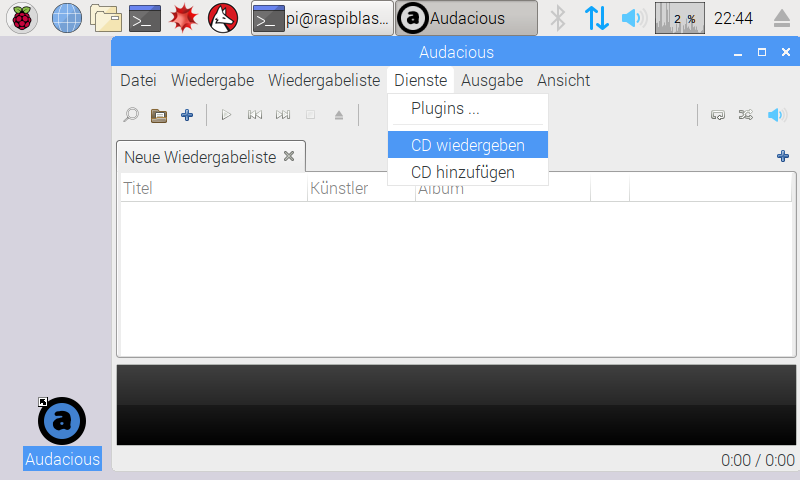 pi@raspiblas...
Audacious
2 %
22:44
Audacious
Datei Wiedergabe Wiedergabeliste Dienste Ausgabe Ansicht
Plugins ...
CD wiedergeben
CD hinzufügen
Neue Wiedergabeliste
Titel Künstler Album
Audacious
0:00 / 0:00